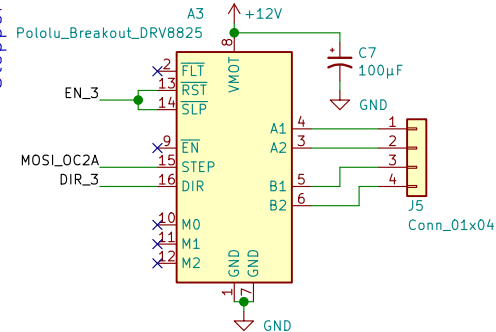 A3
+12V
Pololu_Breakout_DRV8825
8
VMOT
C7
100µF
GND
2 FLT
13 RST
EN_3
14 SLP
A1 4 1
9 EN
A2 3 2
MOSI_OC2A 15 STEP
3
DIR_3 16 DIR
B1 5 4
B2 6
J5
Conn_01x04
10 M0
11 M1
12 M2
GND GND
1 7
GND